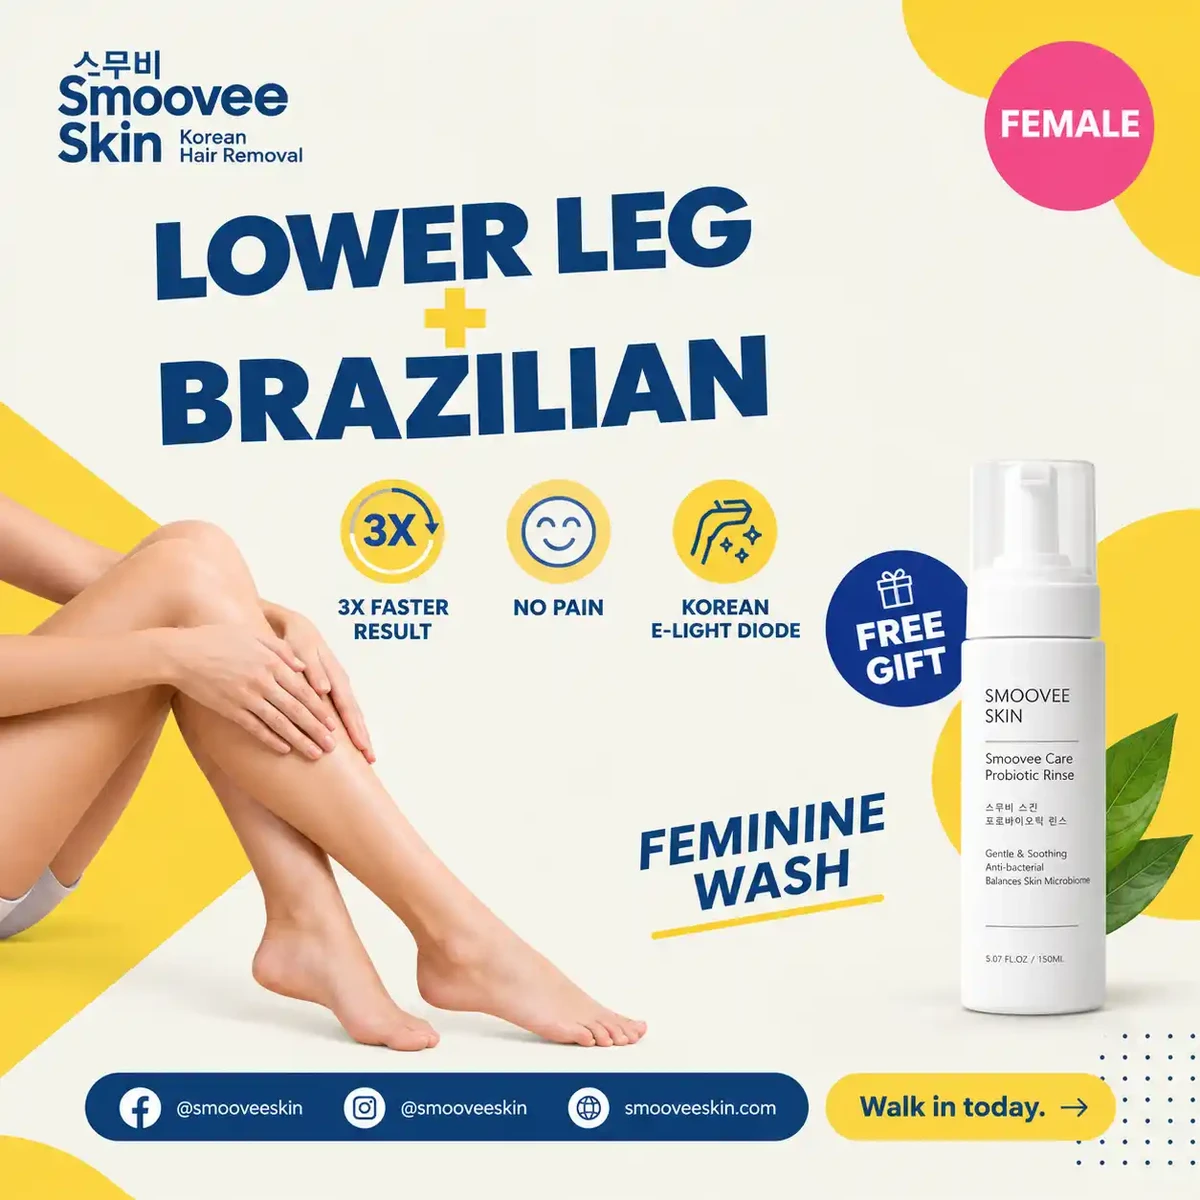 스무비
Smoovee
Skin
Korean
Hair Removal
FEMALE
LOWER LEG
+
BRAZILIAN
3X
3X FASTER
RESULT
NO PAIN
KOREAN
E-LIGHT DIODE
FREE
GIFT
SMOOVEE
SKIN
Smoovee Care
Probiotic Rinse
스무비 스킨
포로바이오틱 린스
Gentle & Soothing
Anti-bacterial
Balances Skin Microbiome
5.07 FL.OZ / 150ML
FEMININE
WASH
@smooveeskin
@smooveeskin
smooveeskin.com
Walk in today. →